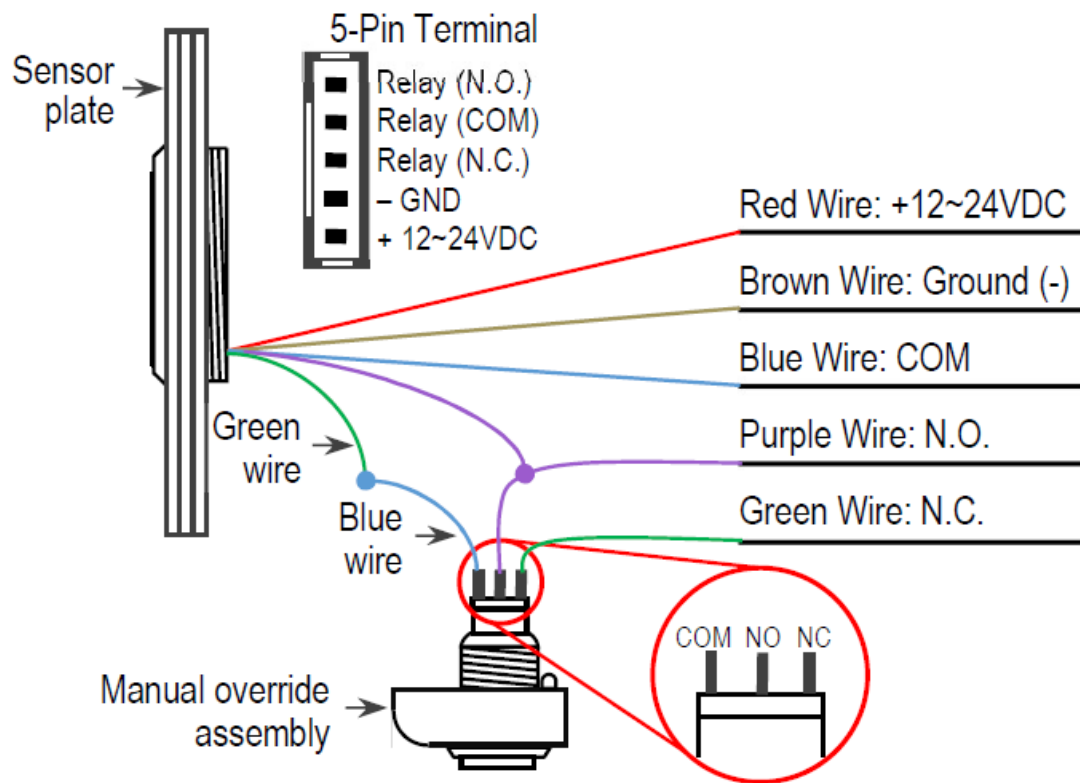 5-Pin Terminal
Sensor
plate
Relay (N.O.)
Relay (COM)
Relay (N.C.)
– GND
+ 12~24VDC
Red Wire: +12~24VDC
Brown Wire: Ground (-)
Blue Wire: COM
Purple Wire: N.O.
Green Wire: N.C.
Green
wire
Blue
wire
COM NO NC
Manual override
assembly